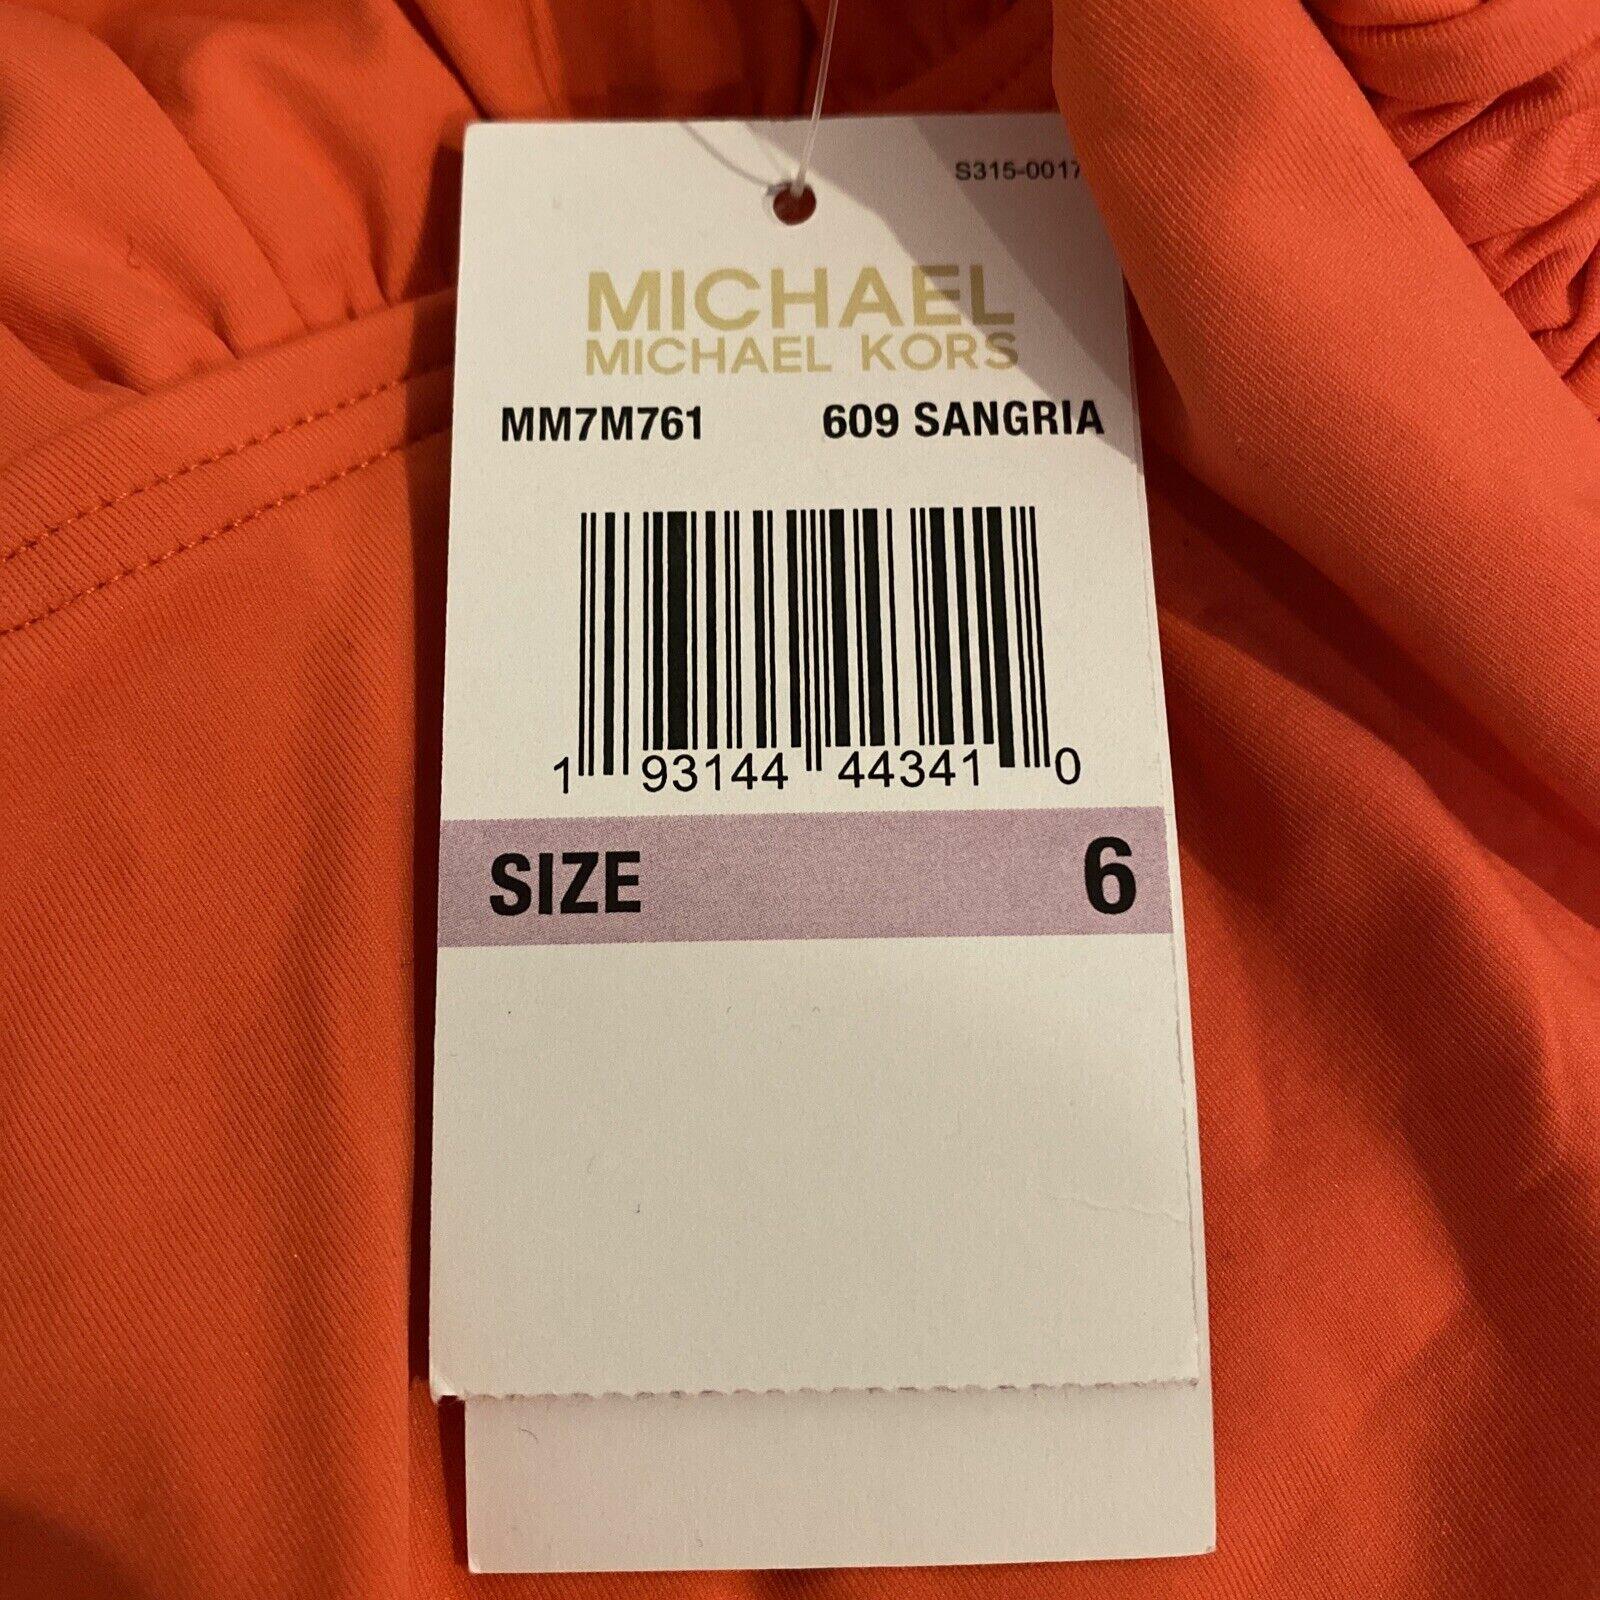 S315-0017
MICHAEL
MICHAEL KORS
MM7M761 609 SANGRIA
1 93144 44341 0
SIZE 6